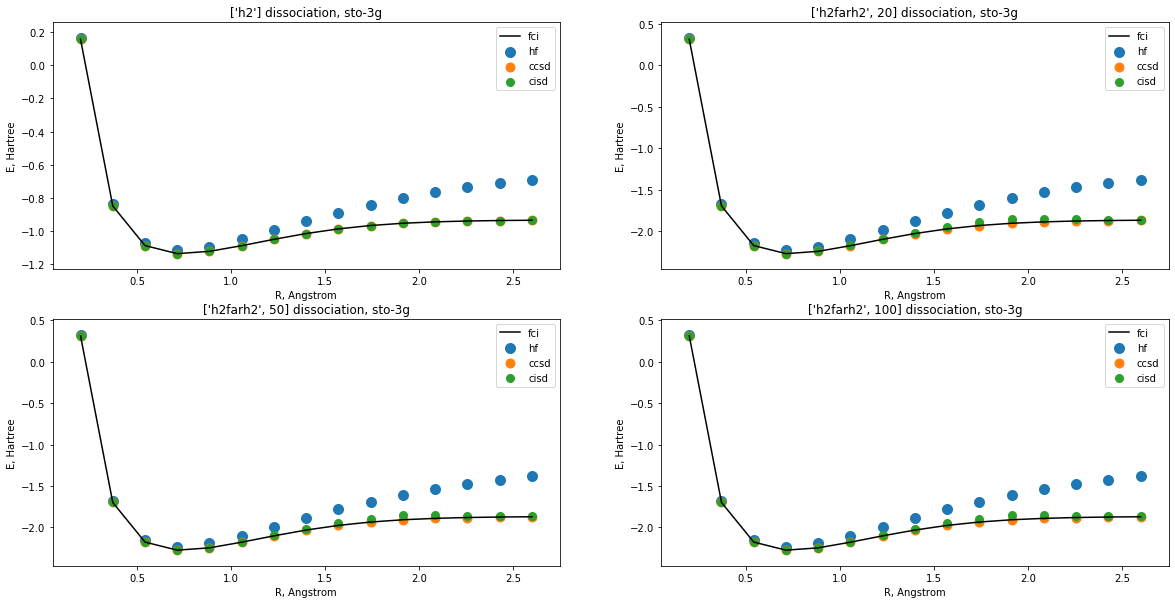 ['h2'] dissociation, sto-3g
E, Hartree
0.2
0.0
−0.2
−0.4
−0.6
−0.8
−1.0
−1.2
fci
hf
ccsd
cisd
0.5 1.0 1.5 2.0 2.5
R, Angstrom
['h2farh2', 20] dissociation, sto-3g
E, Hartree
0.5
0.0
−0.5
−1.0
−1.5
−2.0
fci
hf
ccsd
cisd
0.5 1.0 1.5 2.0 2.5
R, Angstrom
['h2farh2', 50] dissociation, sto-3g
E, Hartree
0.5
0.0
−0.5
−1.0
−1.5
−2.0
fci
hf
ccsd
cisd
0.5 1.0 1.5 2.0 2.5
R, Angstrom
['h2farh2', 100] dissociation, sto-3g
E, Hartree
0.5
0.0
−0.5
−1.0
−1.5
−2.0
fci
hf
ccsd
cisd
0.5 1.0 1.5 2.0 2.5
R, Angstrom